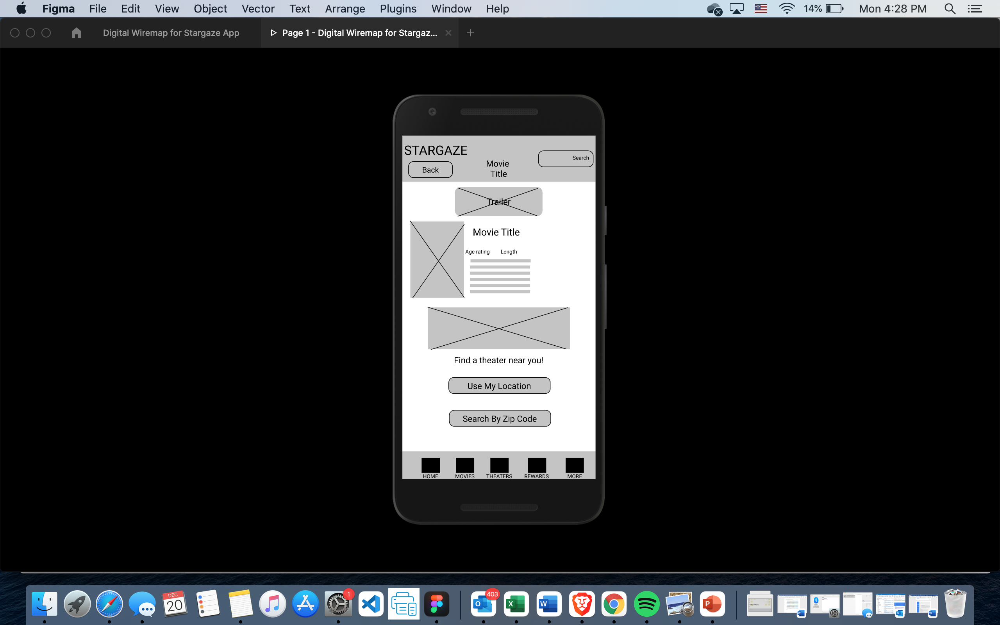 Figma File Edit View Object Vector Text Arrange Plugins Window Help 14% Mon 4:28 PM
Digital Wiremap for Stargaze App Page 1 - Digital Wiremap for Stargaz...
STARGAZE
Search
Back
Movie
Title
Trailer
Movie Title
Age rating Length
Find a theater near you!
Use My Location
Search By Zip Code
HOME MOVIES THEATERS REWARDS MORE
DEC
20
1
403